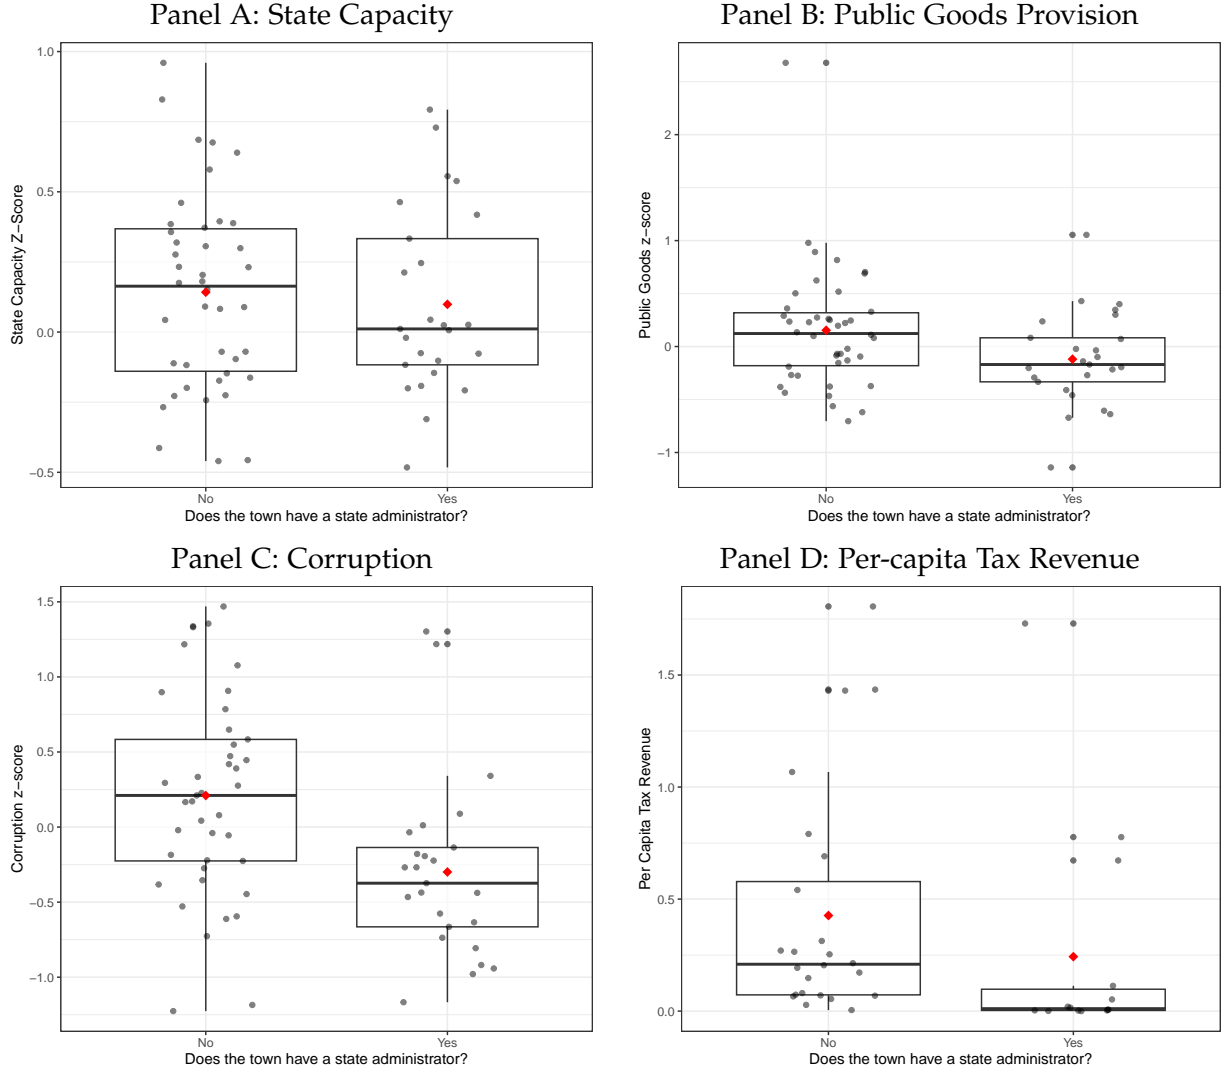 Panel A: State Capacity
State Capacity Z−Score
1.0
0.5
0.0
−0.5
No
Yes
Does the town have a state administrator?
Panel B: Public Goods Provision
Public Goods z−score
2
1
0
−1
No
Yes
Does the town have a state administrator?
Panel C: Corruption
Corruption z−score
1.5
1.0
0.5
0.0
−0.5
−1.0
No
Yes
Does the town have a state administrator?
Panel D: Per-capita Tax Revenue
Per Capita Tax Revenue
1.5
1.0
0.5
0.0
No
Yes
Does the town have a state administrator?